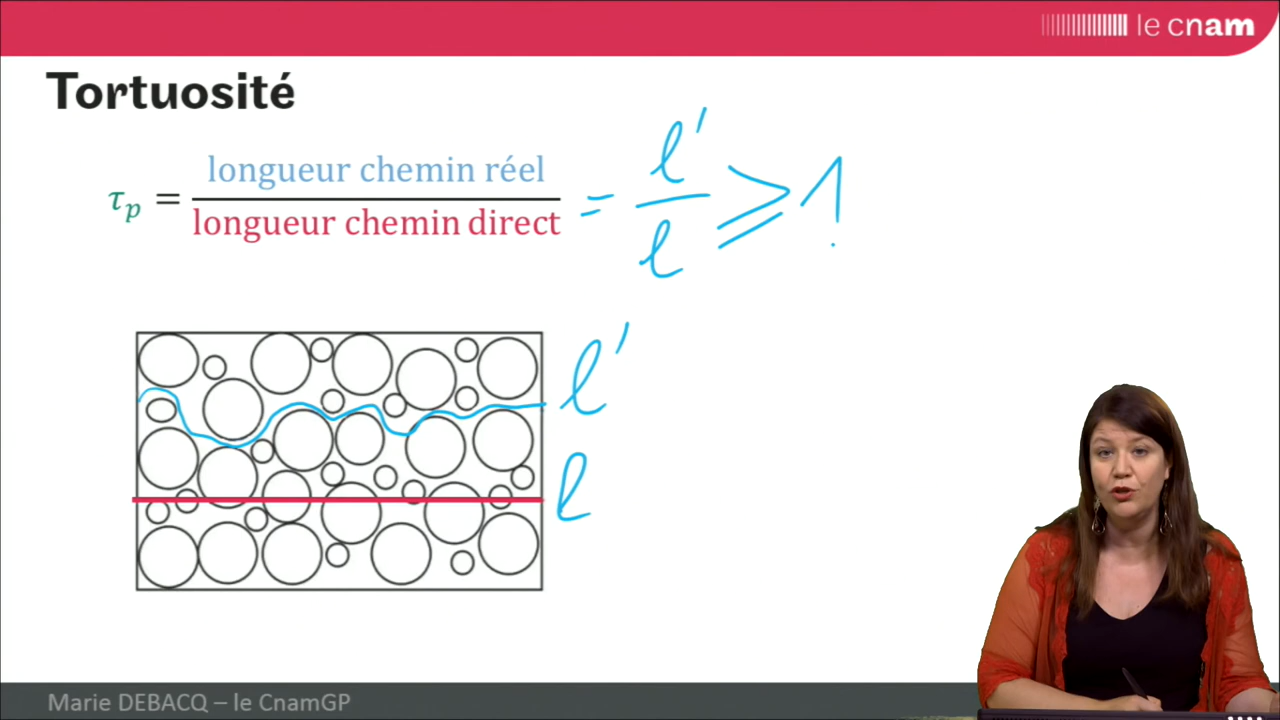 le cnam
Tortuosité
τp = longueur chemin réel / longueur chemin direct = l' / l ⩾ 1
l'
l
Marie DEBACQ – le CnamGP